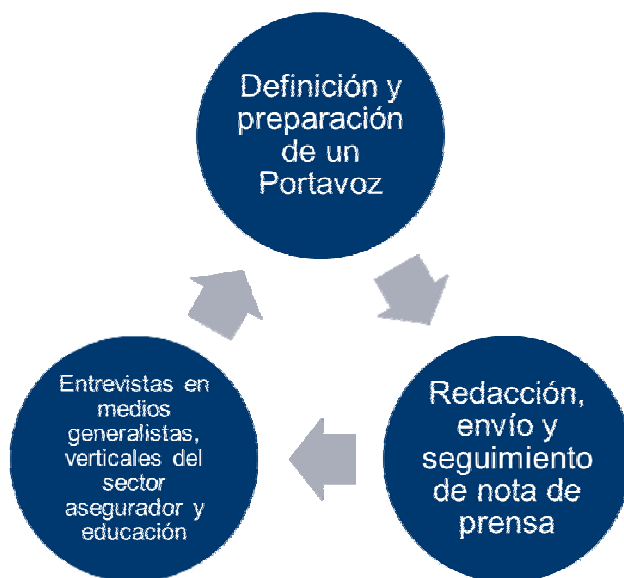 Definición y
preparación
de un
Portavoz
Redacción,
envío y
seguimiento
de nota de
prensa
Entrevistas en
medios
generalistas,
verticales del
sector
asegurador y
educación